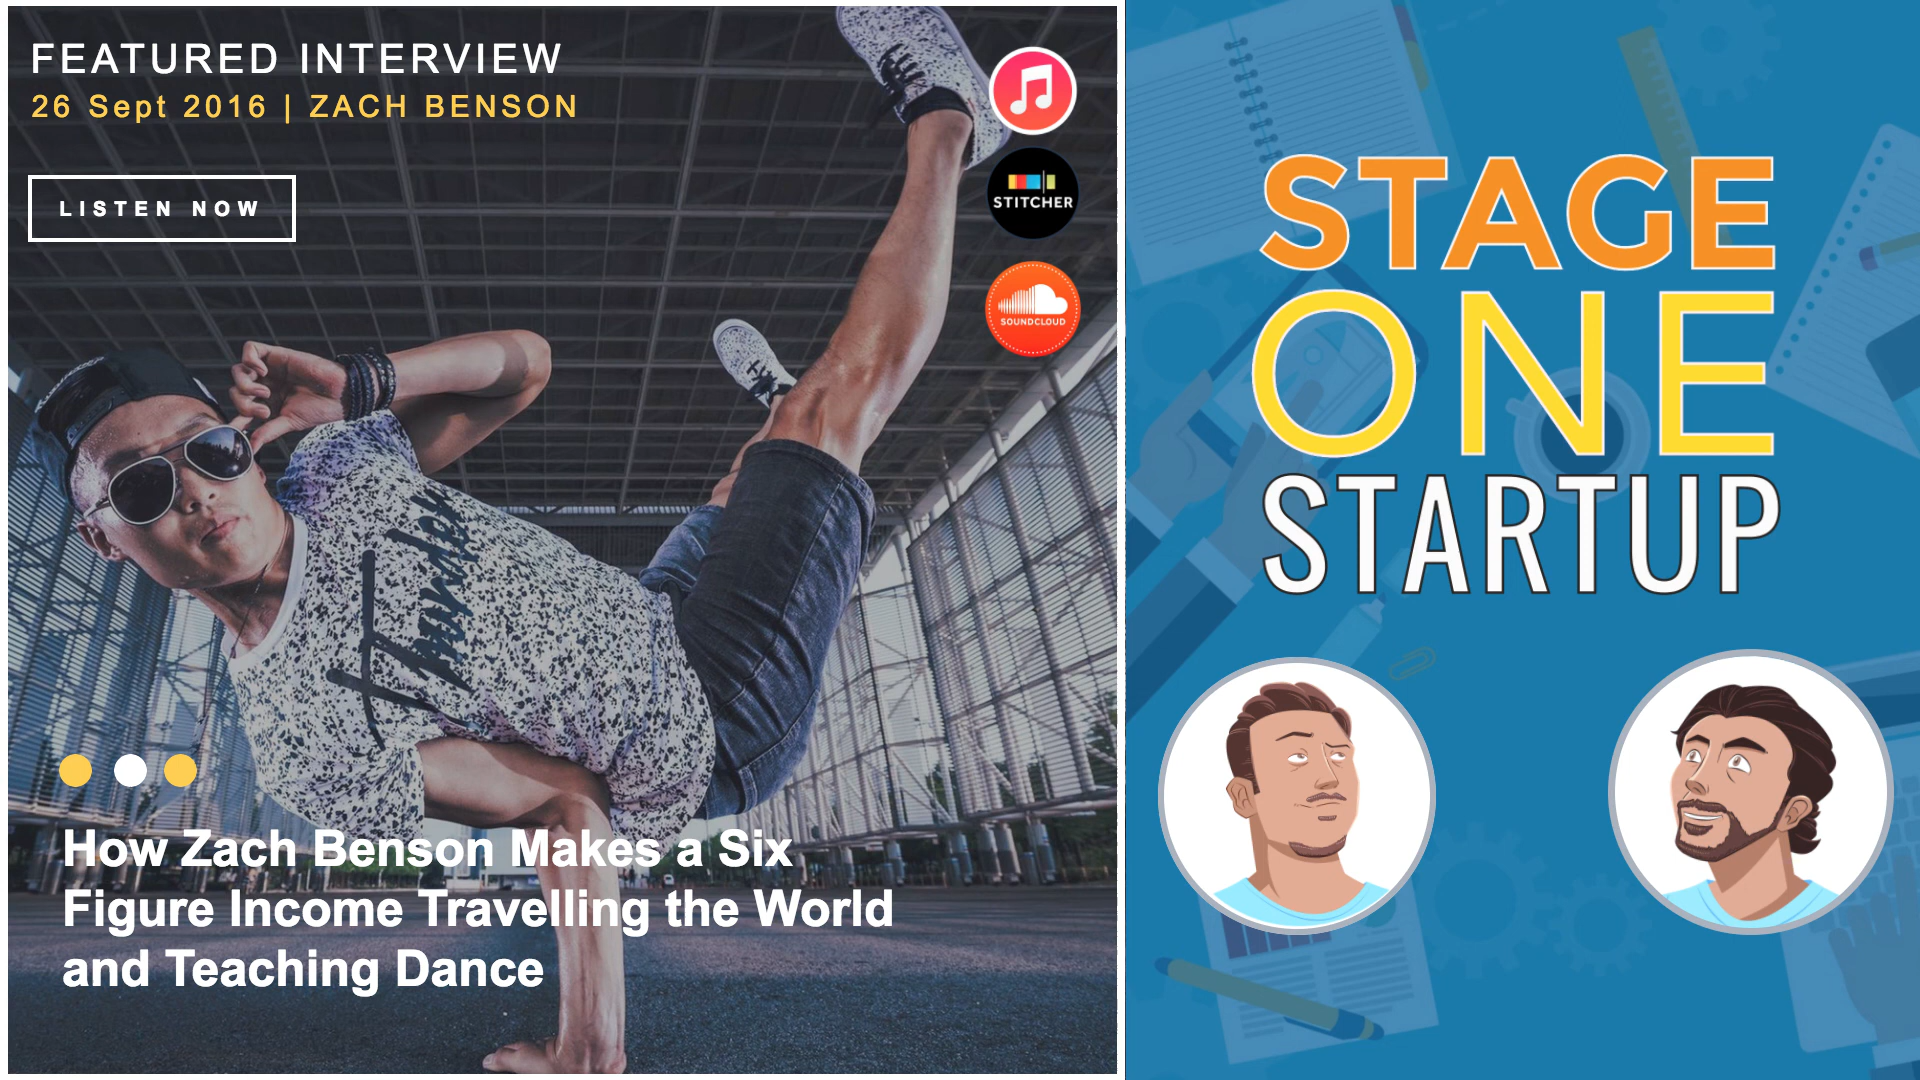 FEATURED INTERVIEW
26 Sept 2016 | ZACH BENSON
LISTEN NOW
STITCHER
SOUNDCLOUD
Thunder
How Zach Benson Makes a Six
Figure Income Travelling the World
and Teaching Dance
STAGE
ONE
STARTUP